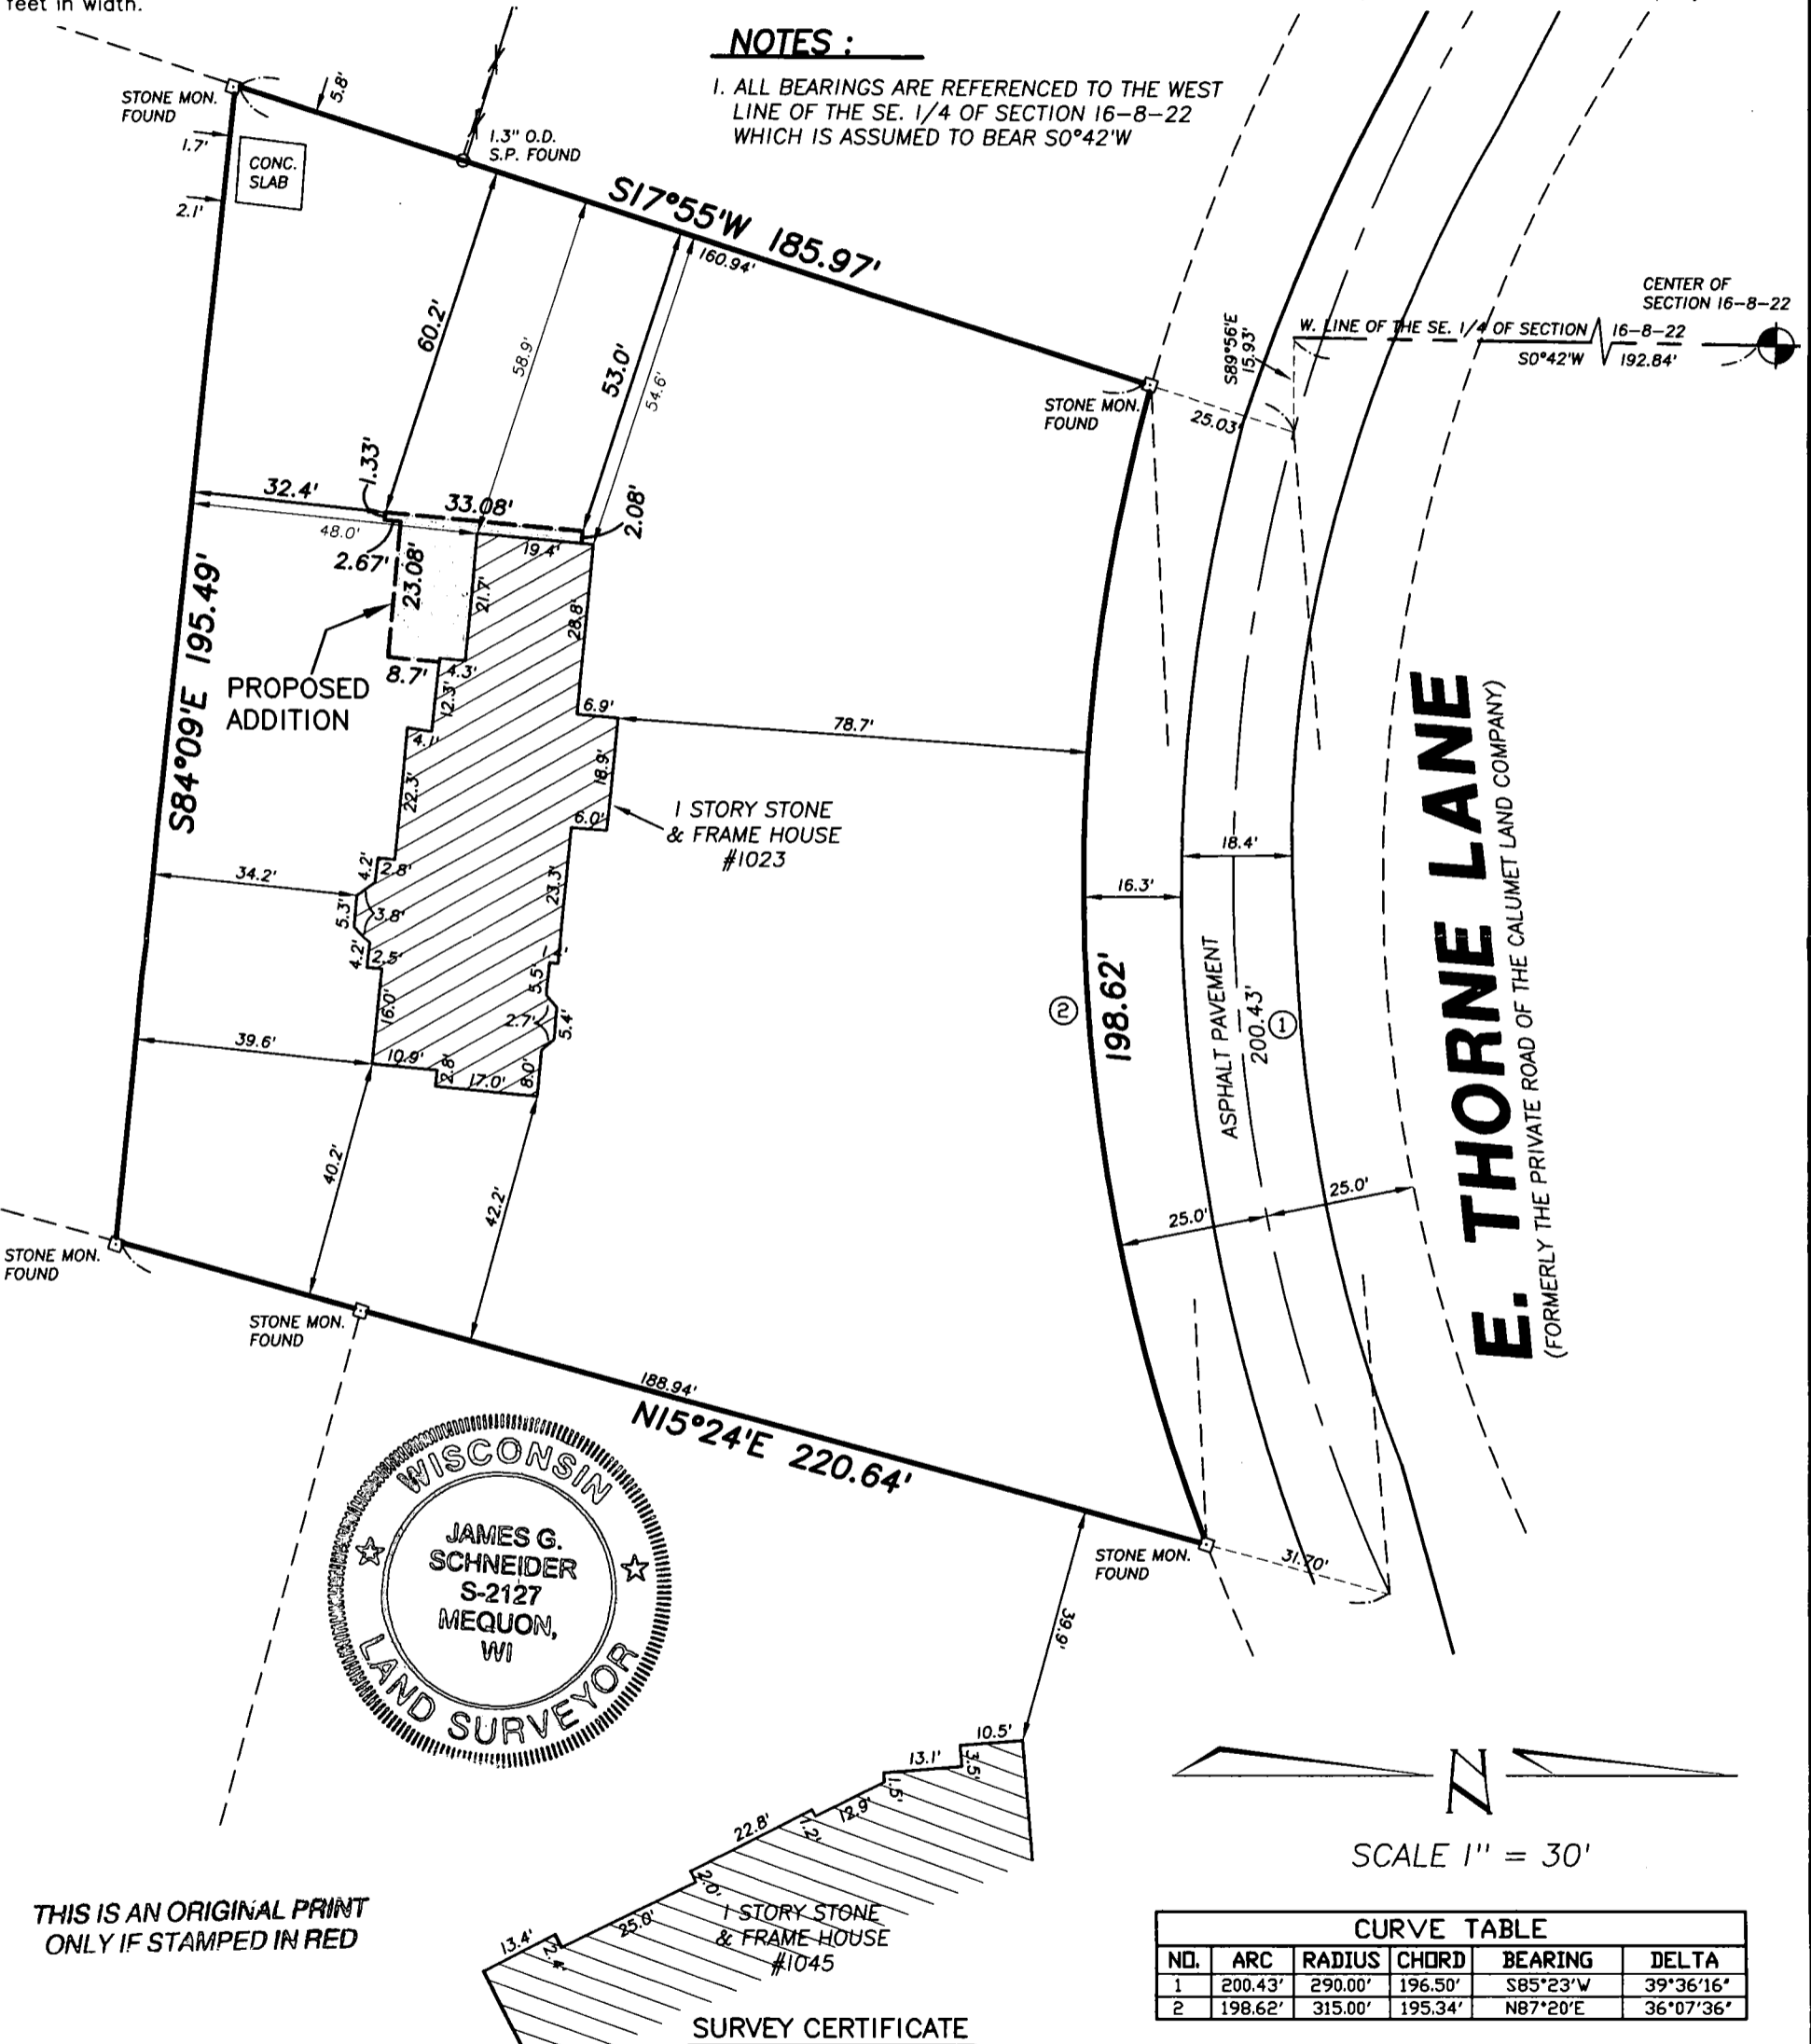 feet in width.
NOTES :
1. ALL BEARINGS ARE REFERENCED TO THE WEST
LINE OF THE SE. 1/4 OF SECTION 16-8-22
WHICH IS ASSUMED TO BEAR S0°42'W
STONE MON.
FOUND
5.8'
1.7'
2.1'
CONC.
SLAB
1.3" O.D.
S.P. FOUND
S17°55'W 185.97'
160.94'
60.2'
58.9'
53.0'
54.6'
CENTER OF
SECTION 16-8-22
W. LINE OF THE SE. 1/4 OF SECTION 16-8-22
S0°42'W 192.84'
S89°56'E
15.93'
STONE MON.
FOUND
25.03'
1.33'
32.4'
33.08'
2.08'
48.0'
2.67'
23.08'
19.4'
21.7'
28.8'
S84°09'E 195.49'
PROPOSED
ADDITION
8.7'
4.3'
12.3'
6.9'
78.7'
4.1'
22.3'
18.9'
1 STORY STONE
& FRAME HOUSE
#1023
6.0'
18.4'
16.3'
4.2'
2.8'
34.2'
5.3'
3.8'
23.3'
4.2'
2.5'
5.5'
16.0'
2.7'
5.4'
39.6'
10.9'
2.8'
17.0'
8.0'
2
198.62'
ASPHALT PAVEMENT
200.43'
1
E. THORNE LANE
(FORMERLY THE PRIVATE ROAD OF THE CALUMET LAND COMPANY)
40.2'
42.2'
25.0'
25.0'
STONE MON.
FOUND
STONE MON.
FOUND
188.94'
N15°24'E 220.64'
WISCONSIN
JAMES G.
SCHNEIDER
S-2127
MEQUON,
WI
LAND SURVEYOR
STONE MON.
FOUND
31.70'
39.9'
10.5'
13.1'
3.5'
1.5'
12.9'
1.2'
22.8'
2.0'
25.0'
13.4'
1 STORY STONE
& FRAME HOUSE
#1045
N
SCALE 1" = 30'
THIS IS AN ORIGINAL PRINT
ONLY IF STAMPED IN RED
CURVE TABLE
NO. ARC RADIUS CHORD BEARING DELTA
1 200.43' 290.00' 196.50' S85°23'W 39°36'16"
2 198.62' 315.00' 195.34' N87°20'E 36°07'36"
SURVEY CERTIFICATE